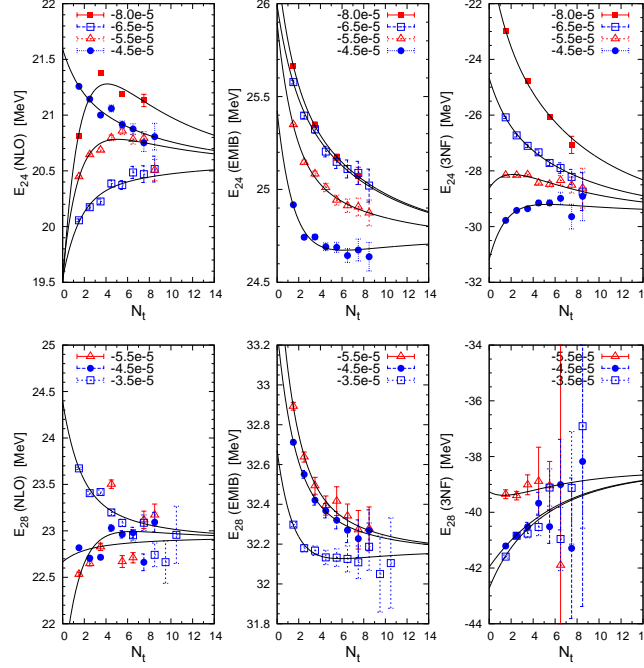 -8.0e-5
-6.5e-5
-5.5e-5
-4.5e-5
E24 (NLO) [MeV]
22
21.5
21
20.5
20
19.5
0 2 4 6 8 10 12 14
Nt
-8.0e-5
-6.5e-5
-5.5e-5
-4.5e-5
E24 (EMIB) [MeV]
26
25.5
25
24.6
0 2 4 6 8 10 12 14
Nt
-8.0e-5
-6.5e-5
-5.5e-5
-4.5e-5
E24 (3NF) [MeV]
-22
-24
-26
-28
-30
-32
0 2 4 6 8 10 12 14
Nt
-5.5e-5
-4.5e-5
-3.5e-5
E28 (NLO) [MeV]
25
24.5
24
23.5
23
22.5
22
0 2 4 6 8 10 12 14
Nt
-5.5e-5
-4.5e-5
-3.5e-5
E28 (EMIB) [MeV]
33.2
32.8
32.4
32
31.8
0 2 4 6 8 10 12 14
Nt
-5.5e-5
-4.5e-5
-3.5e-5
E28 (3NF) [MeV]
-34
-36
-38
-40
-42
-44
0 2 4 6 8 10 12 14
Nt